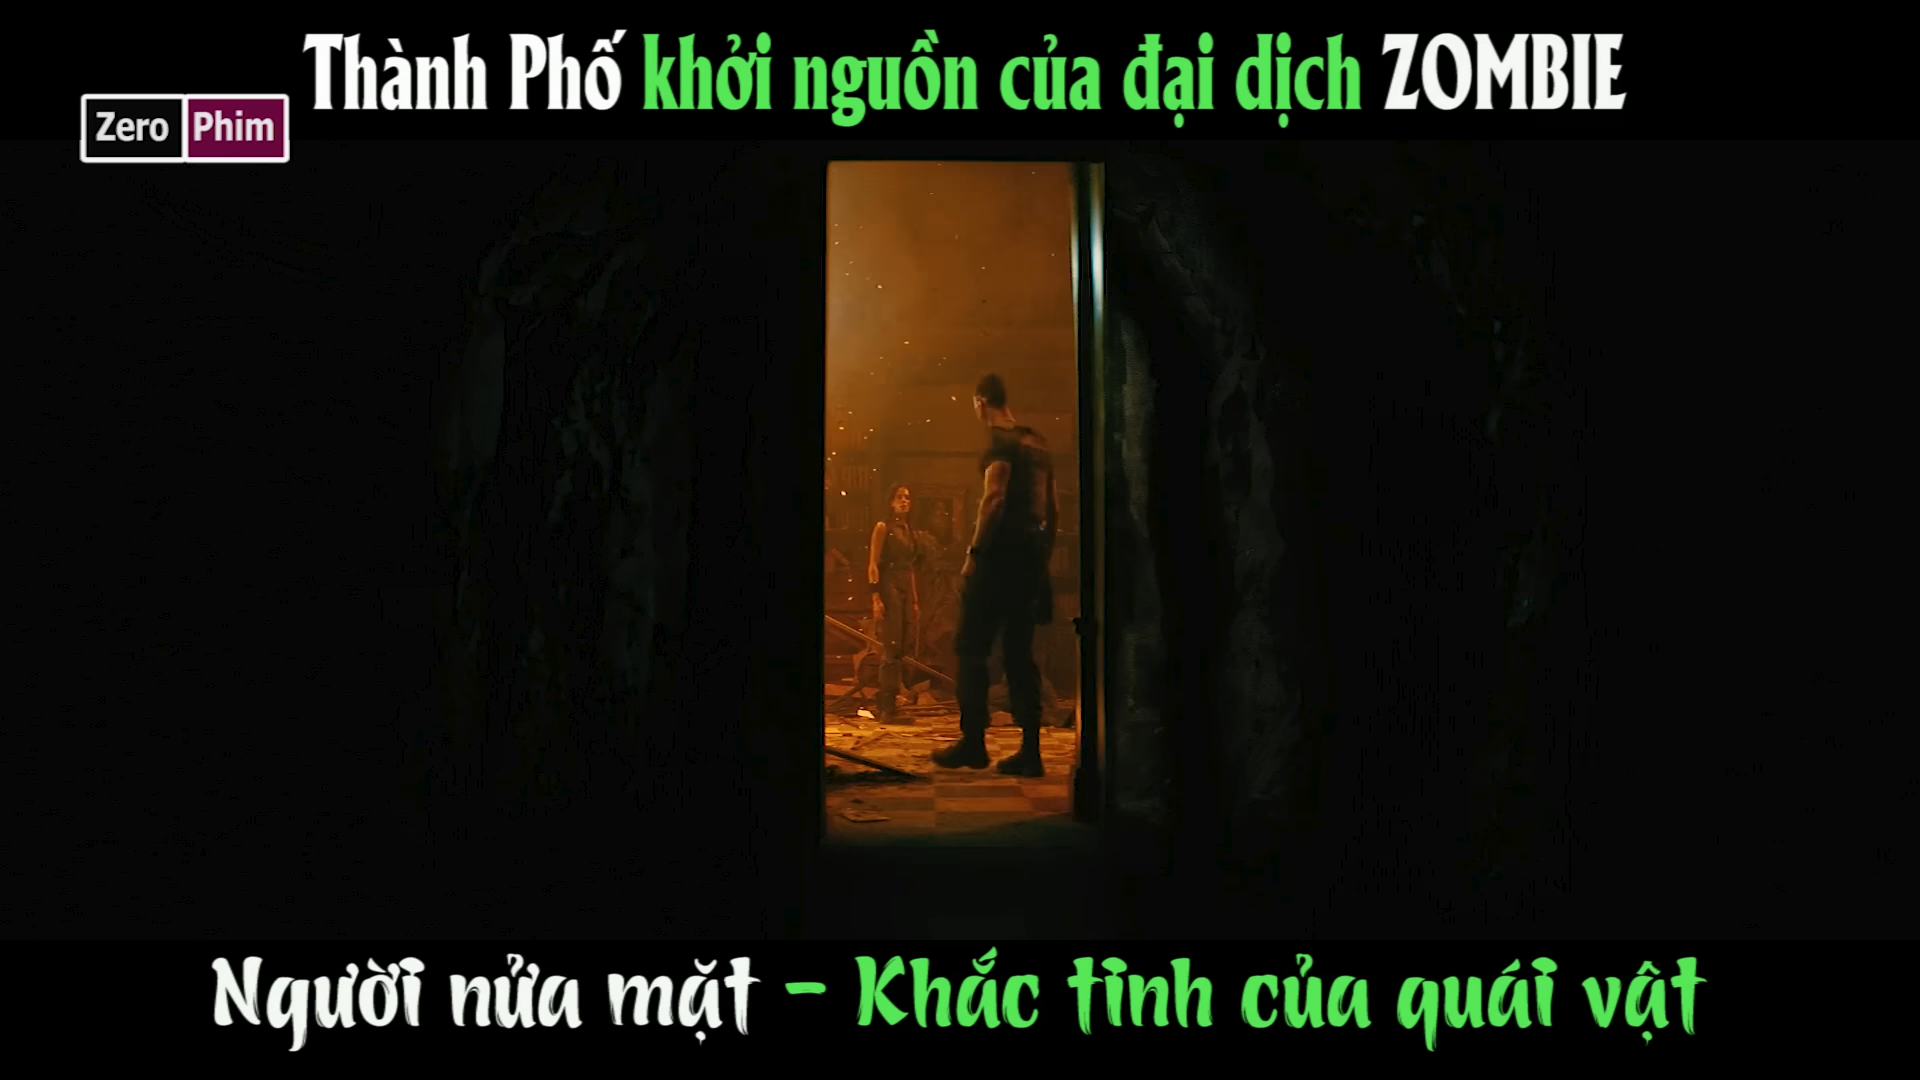 Thành Phố khởi nguồn của đại dịch ZOMBIE
Zero Phim
Người nửa mặt - Khắc tinh của quái vật